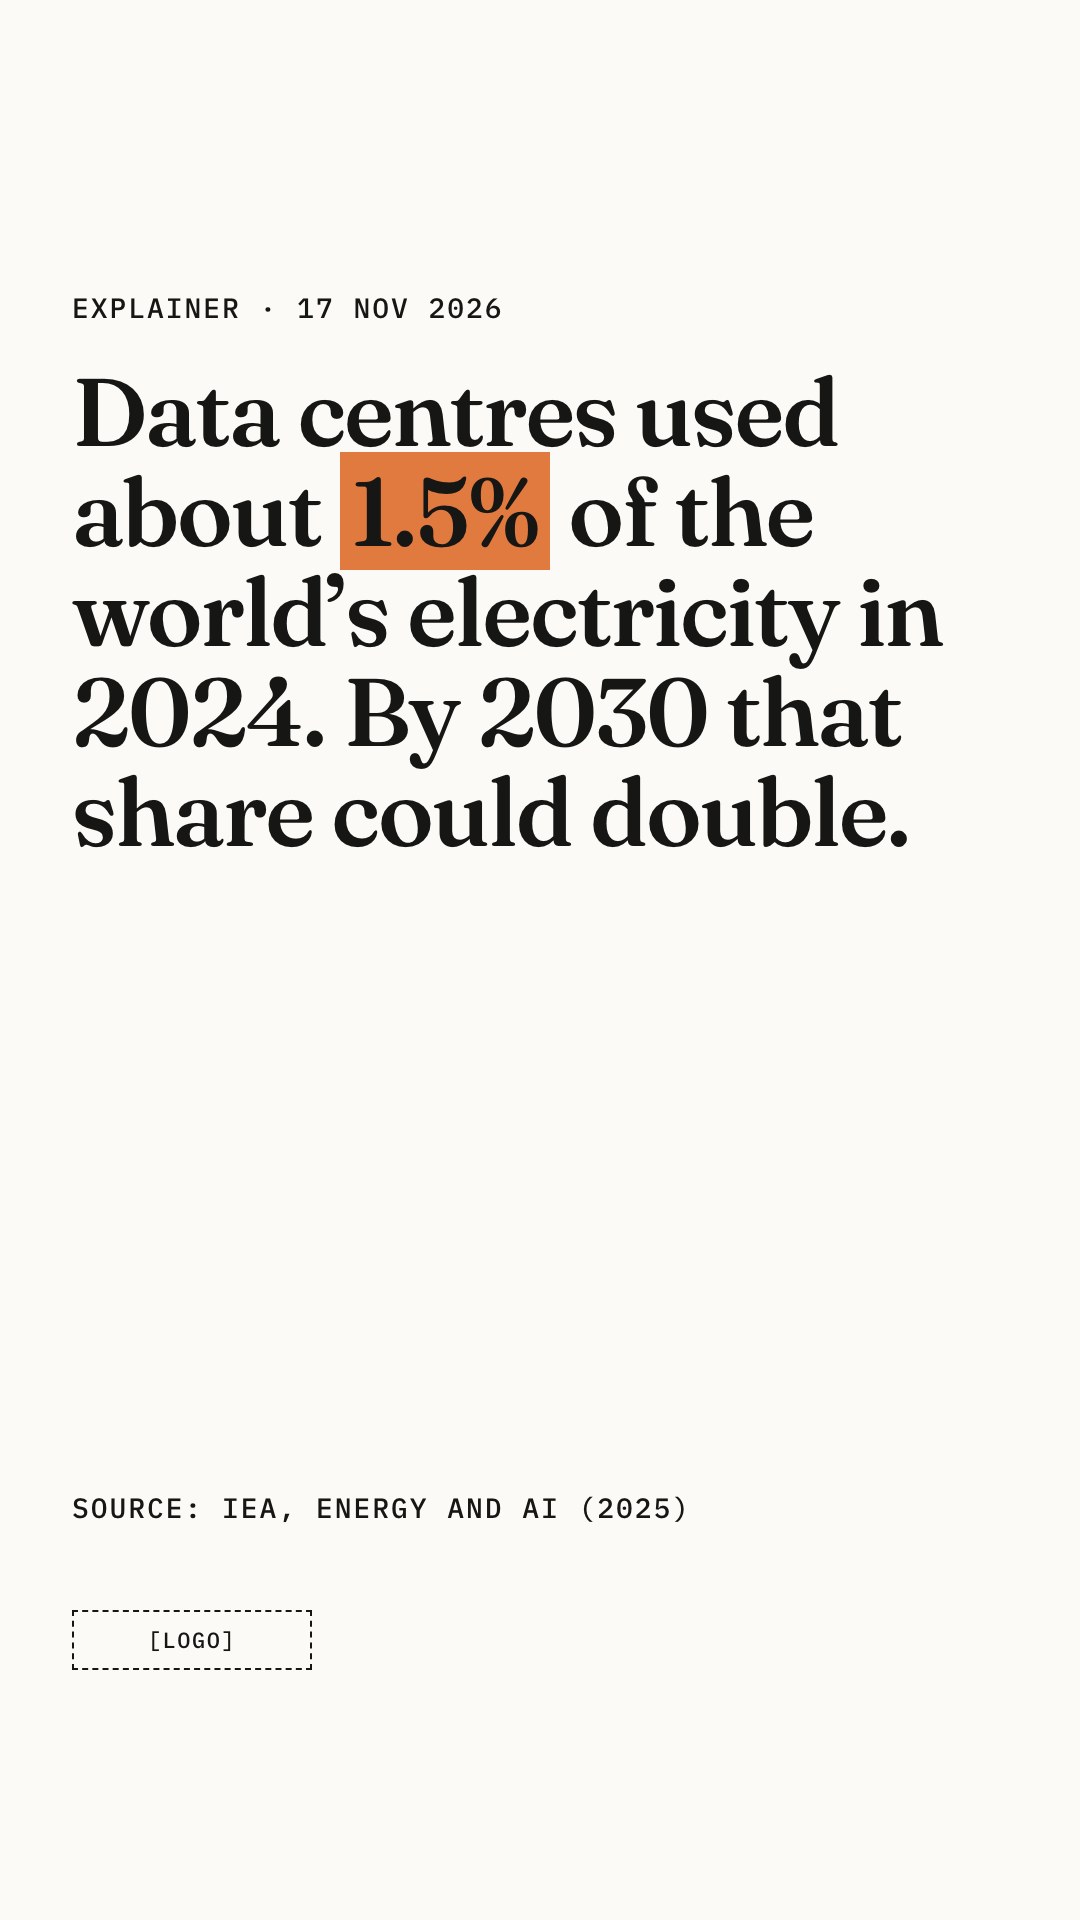 EXPLAINER · 17 NOV 2026
Data centres used
about 1.5% of the
world’s electricity in
2024. By 2030 that
share could double.
SOURCE: IEA, ENERGY AND AI (2025)
[LOGO]